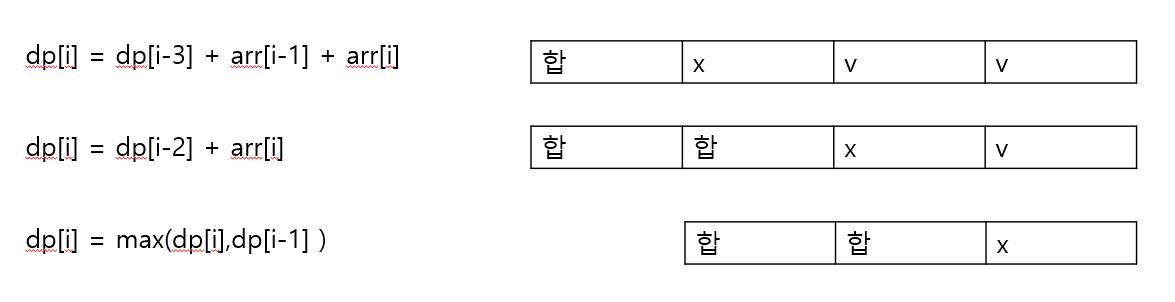 dp[i] = dp[i-3] + arr[i-1] + arr[i] 합 x v v
dp[i] = dp[i-2] + arr[i] 합 합 x v
dp[i] = max(dp[i],dp[i-1] ) 합 합 x